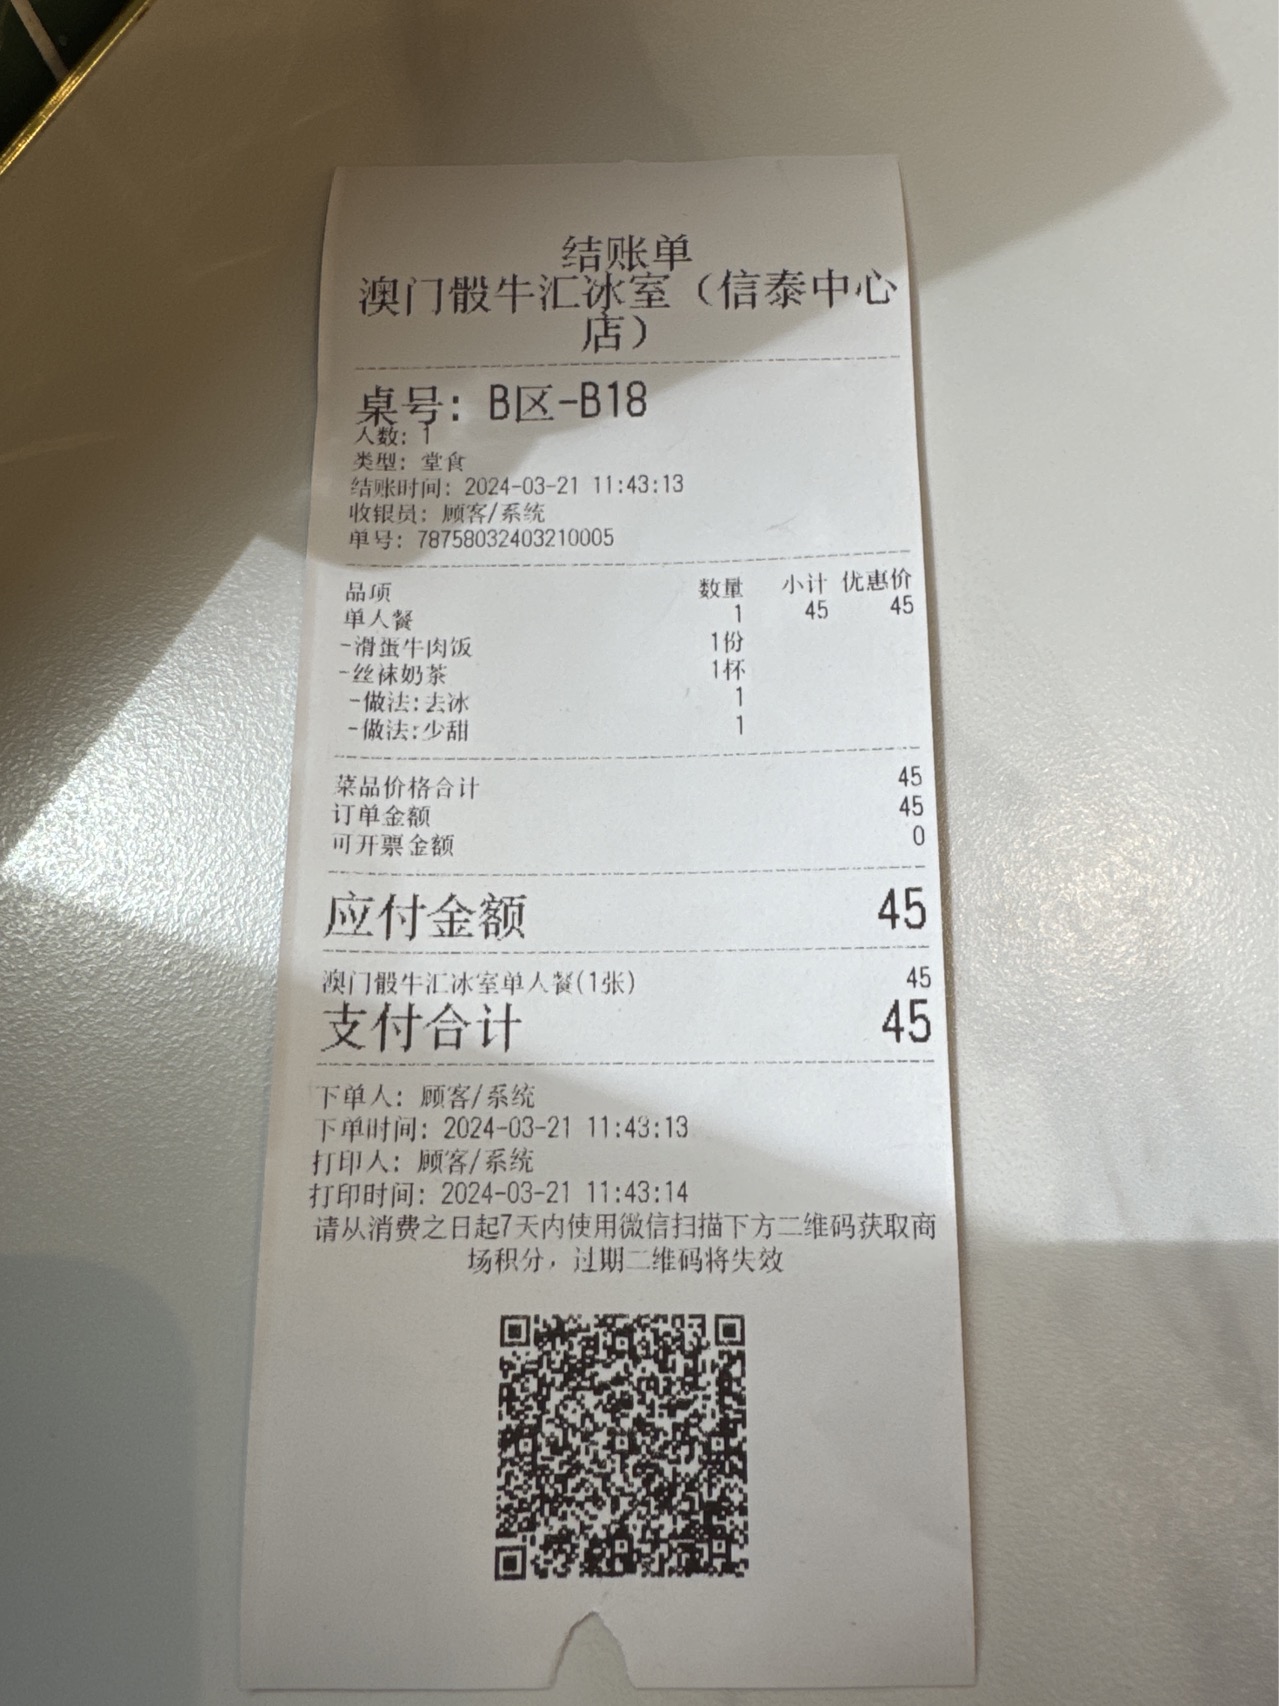 结账单
澳门骰牛汇冰室（信泰中心
店）
桌号: B区-B18
人数: 1
类型: 堂食
结账时间: 2024-03-21 11:43:13
收银员: 顾客/系统
单号: 78758032403210005
品项 数量 小计 优惠价
单人餐 1 45 45
-滑蛋牛肉饭 1份
-丝袜奶茶 1杯
-做法:去冰 1
-做法:少甜 1
菜品价格合计 45
订单金额 45
可开票金额 0
应付金额 45
澳门骰牛汇冰室单人餐(1张) 45
支付合计 45
下单人: 顾客/系统
下单时间: 2024-03-21 11:43:13
打印人: 顾客/系统
打印时间: 2024-03-21 11:43:14
请从消费之日起7天内使用微信扫描下方二维码获取商
场积分，过期二维码将失效